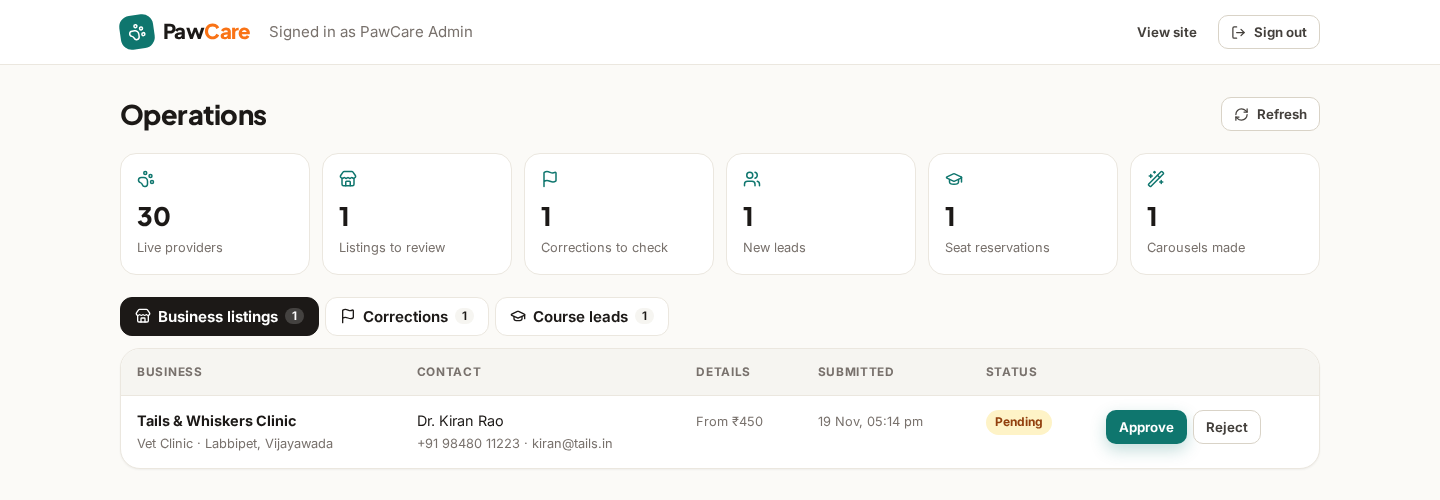 PawCare Signed in as PawCare Admin View site Sign out
Operations Refresh
30 1 1 1 1 1
Live providers Listings to review Corrections to check New leads Seat reservations Carousels made
Business listings 1 Corrections 1 Course leads 1
BUSINESS CONTACT DETAILS SUBMITTED STATUS
Tails & Whiskers Clinic Dr. Kiran Rao From ₹450 19 Nov, 05:14 pm Pending Approve Reject
Vet Clinic · Labbipet, Vijayawada +91 98480 11223 · kiran@tails.in